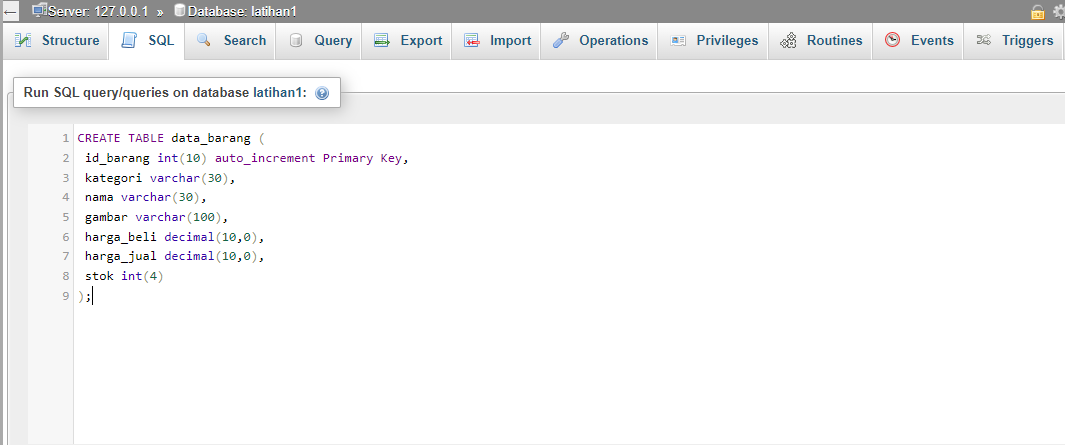 Server: 127.0.0.1 » Database: latihan1
Structure SQL Search Query Export Import Operations Privileges Routines Events Triggers
Run SQL query/queries on database latihan1:
1 CREATE TABLE data_barang (
2 id_barang int(10) auto_increment Primary Key,
3 kategori varchar(30),
4 nama varchar(30),
5 gambar varchar(100),
6 harga_beli decimal(10,0),
7 harga_jual decimal(10,0),
8 stok int(4)
9 );